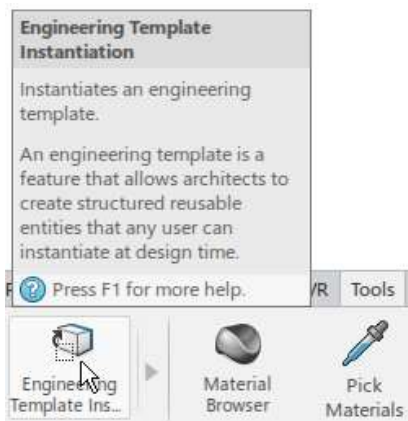 Engineering Template
Instantiation
Instantiates an engineering
template.
An engineering template is a
feature that allows architects to
create structured reusable
entities that any user can
instantiate at design time.
Press F1 for more help.
/R Tools
Engineering
Template Ins...
Material
Browser
Pick
Materials